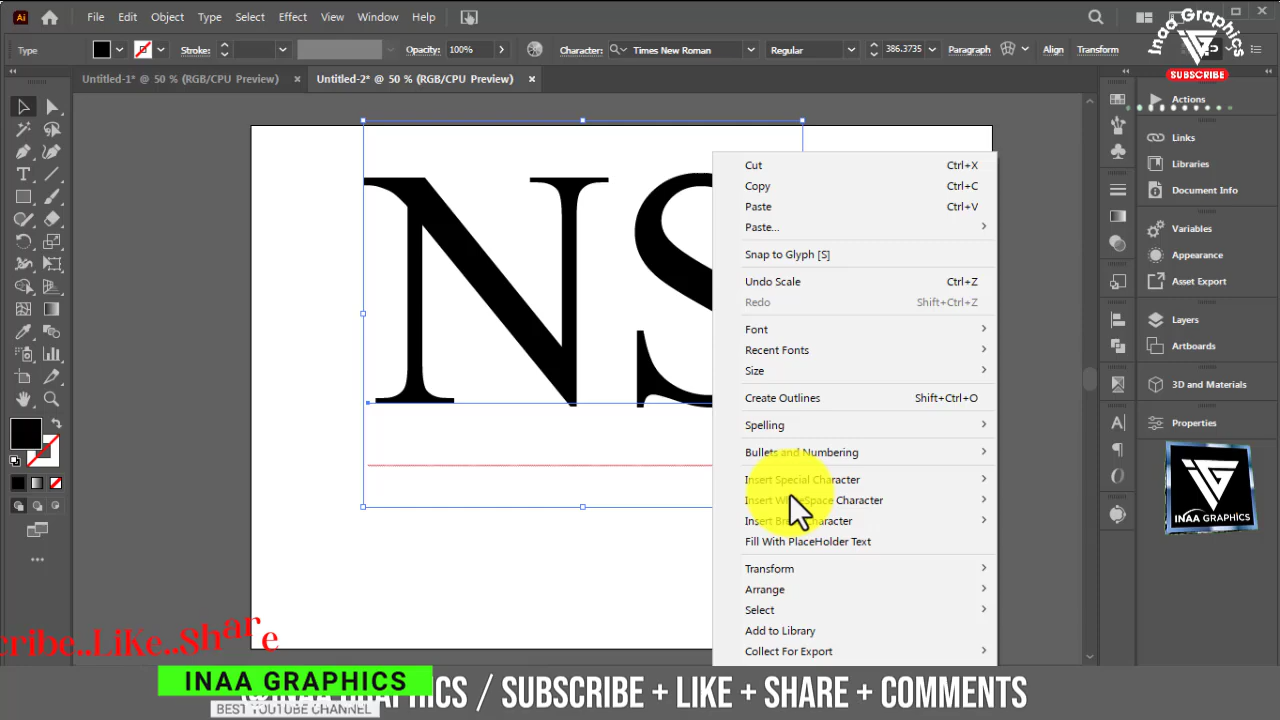 Ai File Edit Object Type Select Effect View Window Help
Type Stroke: Opacity: 100% Character: Times New Roman Regular 386.3735 Paragraph Align Transform
Inaa Graphics
SUBSCRIBE
Untitled-1* @ 50 % (RGB/CPU Preview) × Untitled-2* @ 50 % (RGB/CPU Preview) ×
NS
Cut Ctrl+X
Copy Ctrl+C
Paste Ctrl+V
Paste...
Snap to Glyph [S]
Undo Scale Ctrl+Z
Redo Shift+Ctrl+Z
Font
Recent Fonts
Size
Create Outlines Shift+Ctrl+O
Spelling
Bullets and Numbering
Insert Special Character
Insert WhiteSpace Character
Insert Break Character
Fill With PlaceHolder Text
Transform
Arrange
Select
Add to Library
Collect For Export
Actions
Links
Libraries
Document Info
Variables
Appearance
Asset Export
Layers
Artboards
3D and Materials
Properties
INAA GRAPHICS
cribe..LiKe..Share
INAA GRAPHICS
BEST YOUTUBE CHANNEL
CS / SUBSCRIBE + LIKE + SHARE + COMMENTS